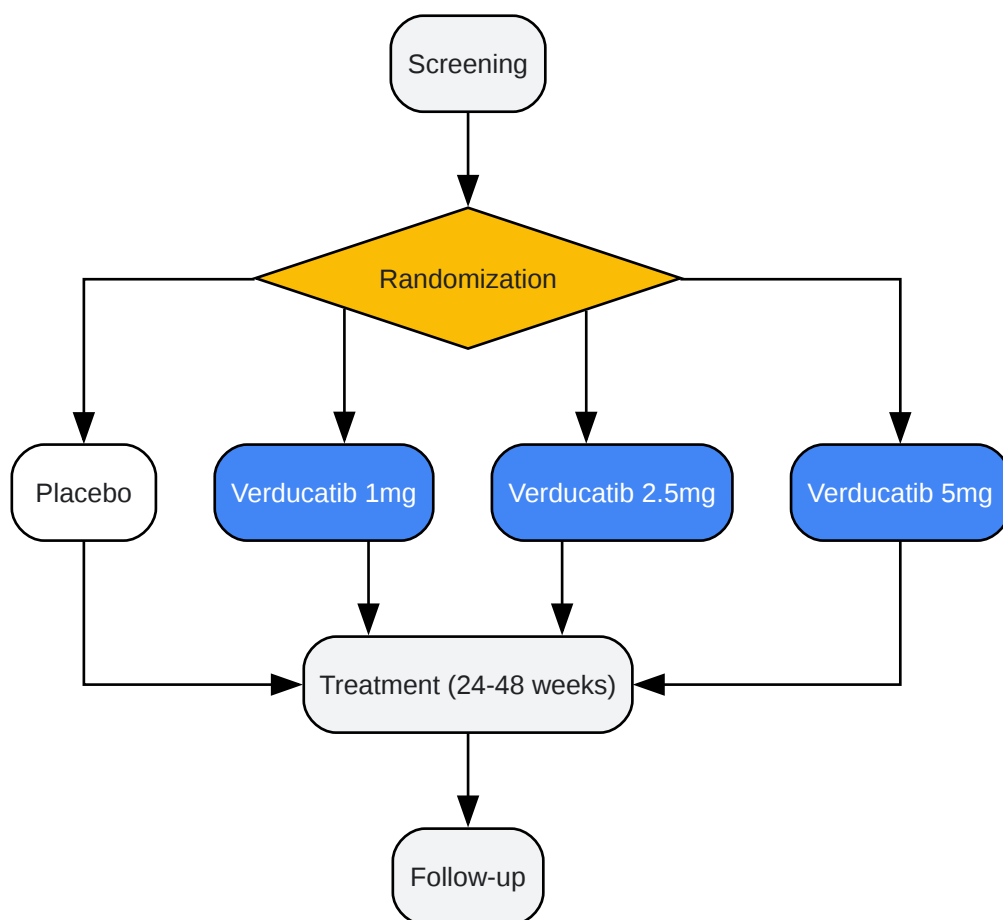 Screening
Randomization
Placebo
Verducatib 1mg
Verducatib 2.5mg
Verducatib 5mg
Treatment (24-48 weeks)
Follow-up